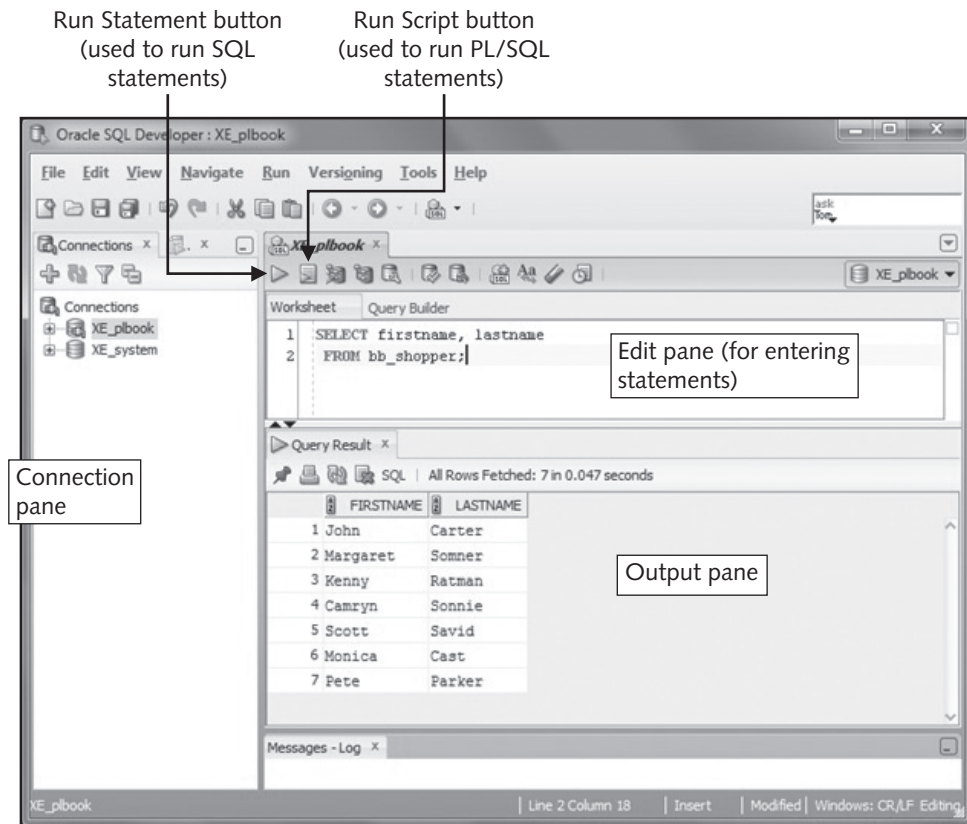 Run Statement button
(used to run SQL
statements)
Run Script button
(used to run PL/SQL
statements)
Oracle SQL Developer : XE_plbook
File Edit View Navigate Run Versioning Tools Help
ask
Tom
Connections
XE_plbook
XE_plbook
Connections
XE_plbook
XE_system
Worksheet Query Builder
1 SELECT firstname, lastname
2 FROM bb_shopper;
Edit pane (for entering
statements)
Query Result
SQL | All Rows Fetched: 7 in 0.047 seconds
FIRSTNAME LASTNAME
1 John Carter
2 Margaret Somner
3 Kenny Ratman
4 Camryn Sonnie
5 Scott Savid
6 Monica Cast
7 Pete Parker
Connection
pane
Output pane
Messages - Log
XE_plbook Line 2 Column 18 | Insert | Modified | Windows: CR/LF Editing